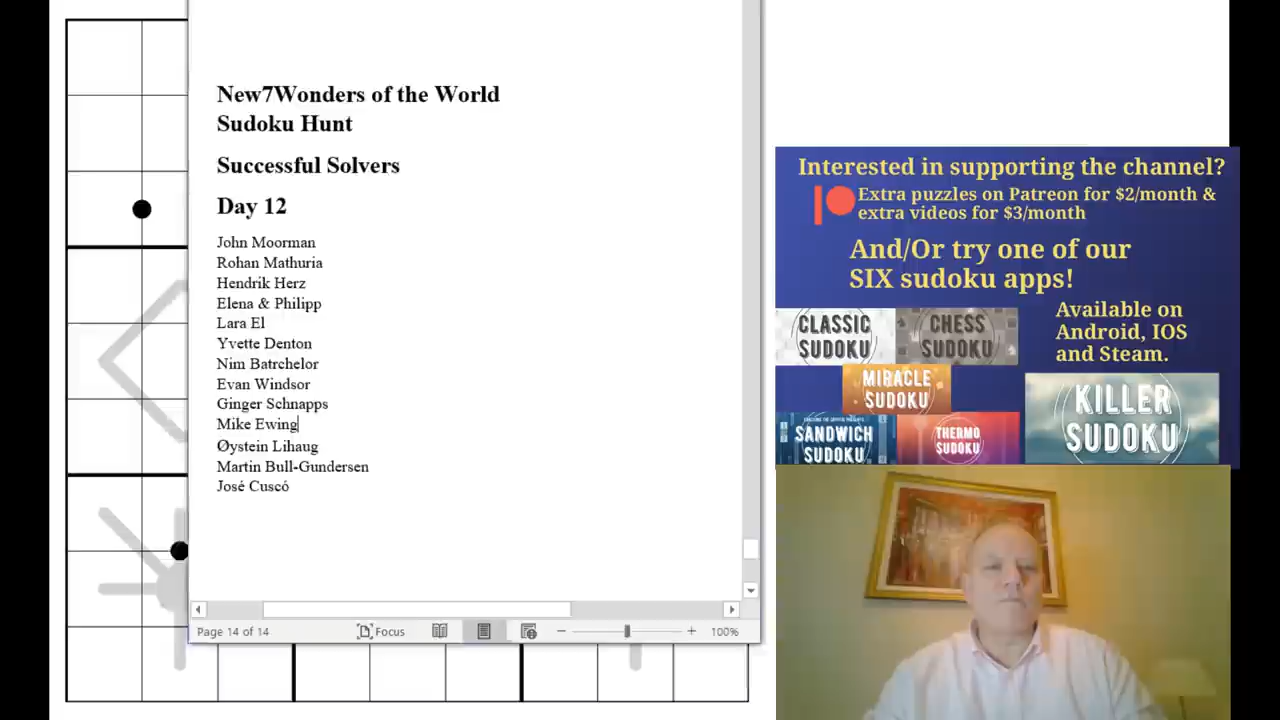 New7Wonders of the World
Sudoku Hunt
Successful Solvers
Day 12
John Moorman
Rohan Mathuria
Hendrik Herz
Elena & Philipp
Lara El
Yvette Denton
Nim Batrchelor
Evan Windsor
Ginger Schnapps
Mike Ewing
Øystein Lihaug
Martin Bull-Gundersen
José Cuscó
Page 14 of 14
Focus
100%
Interested in supporting the channel?
Extra puzzles on Patreon for $2/month &
extra videos for $3/month
And/Or try one of our
SIX sudoku apps!
Available on
Android, IOS
and Steam.
CLASSIC
SUDOKU
CHESS
SUDOKU
MIRACLE
SUDOKU
SANDWICH
SUDOKU
THERMO
SUDOKU
KILLER
SUDOKU